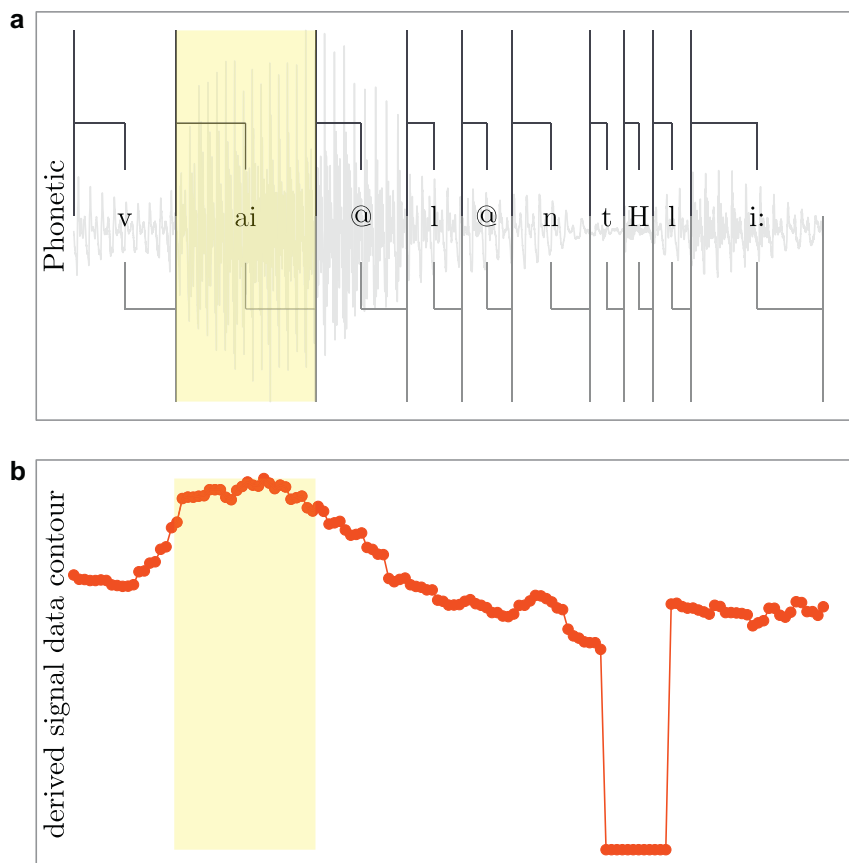 a
Phonetic
v ai @ l @ n t H l i:
b
derived signal data contour